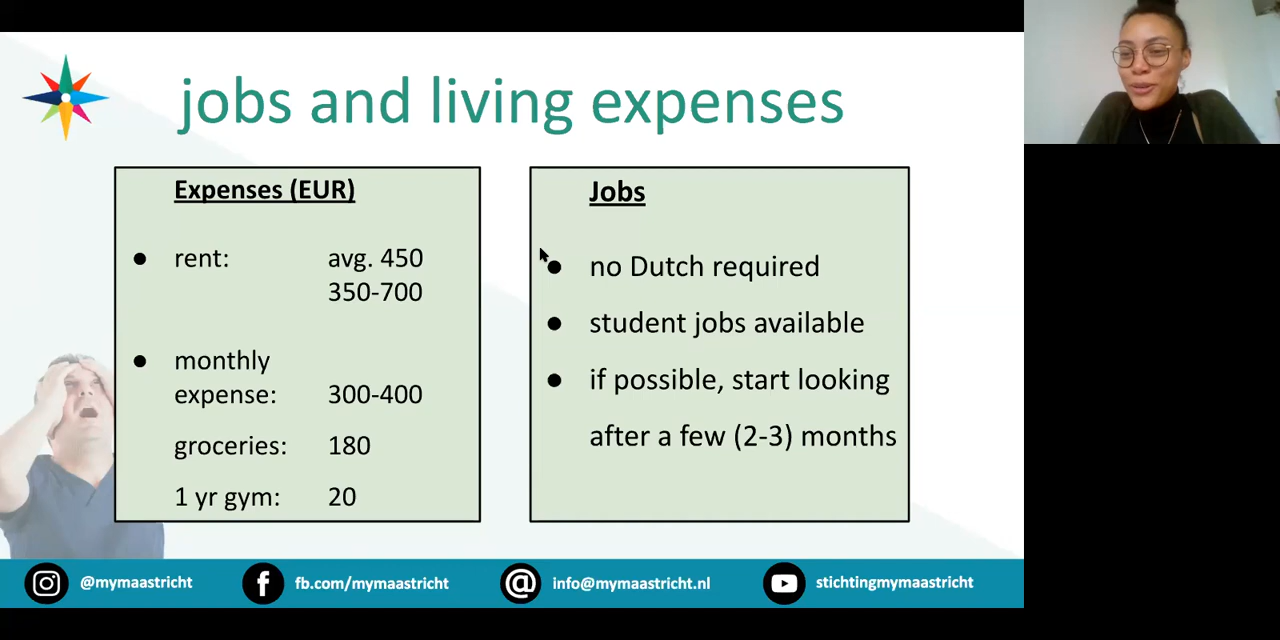 jobs and living expenses
Expenses (EUR)
● rent: avg. 450
350-700
● monthly
expense: 300-400
groceries: 180
1 yr gym: 20
Jobs
● no Dutch required
● student jobs available
● if possible, start looking
after a few (2-3) months
@mymaastricht
fb.com/mymaastricht
info@mymaastricht.nl
stichtingmymaastricht